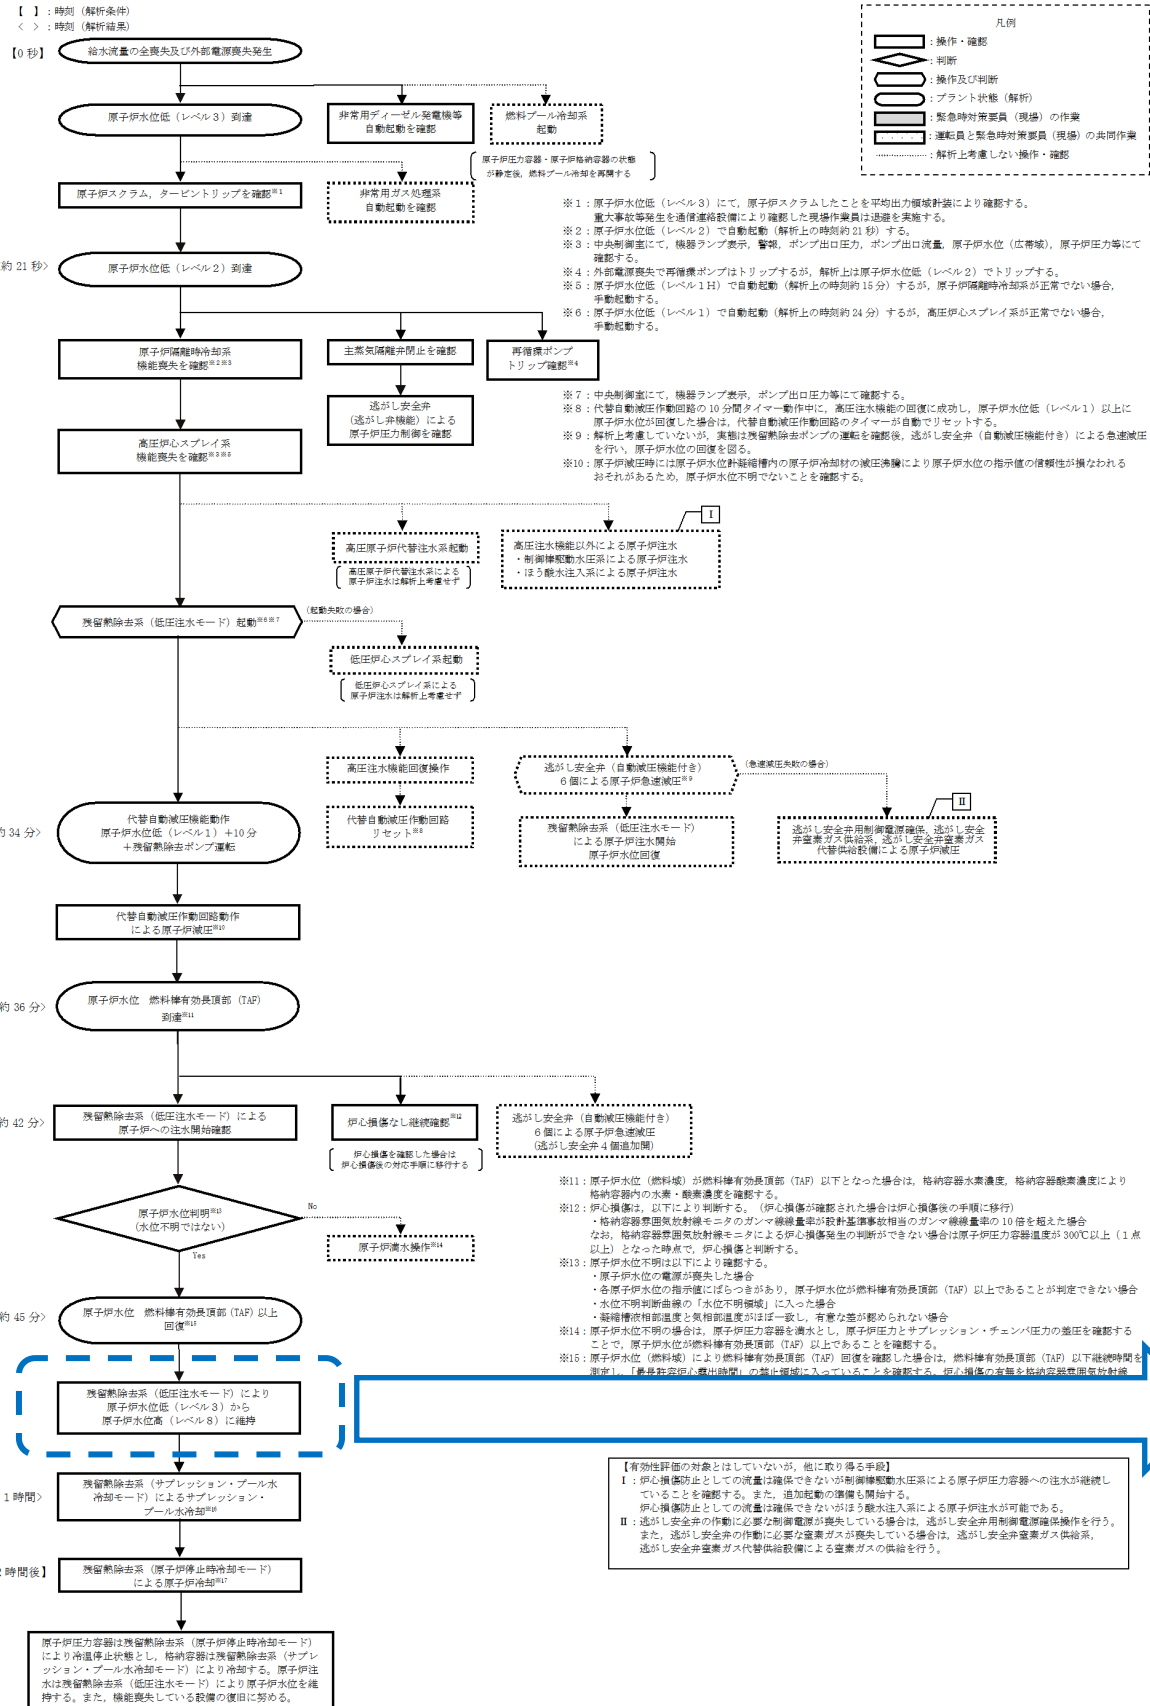 【 】：時刻（解析条件）
〈 〉：時刻（解析結果）
【0 秒】
給水流量の全喪失及び外部電源喪失発生
凡例
：操作・確認
：判断
：操作及び判断
：プラント状態（解析）
：緊急時対策要員（現場）の作業
：運転員と緊急時対策要員（現場）の共同作業
：解析上考慮しない操作・確認
原子炉水位低（レベル３）到達
非常用ディーゼル発電機等
自動起動を確認
燃料プール冷却系
起動
原子炉圧力容器・原子炉格納容器の状態
が静定後，燃料プール冷却を再開する
原子炉スクラム，タービントリップを確認※1
非常用ガス処理系
自動起動を確認
※１：原子炉水位低（レベル３）にて，原子炉スクラムしたことを平均出力領域計装により確認する。
重大事故等発生を通信連絡設備により確認した現場作業員は退避を実施する。
※２：原子炉水位低（レベル２）で自動起動（解析上の時刻約 21 秒）する。
※３：中央制御室にて，機器ランプ表示，警報，ポンプ出口圧力，ポンプ出口流量，原子炉水位（広帯域），原子炉圧力等にて
確認する。
※４：外部電源喪失で再循環ポンプはトリップするが，解析上は原子炉水位低（レベル２）でトリップする。
※５：原子炉水位低（レベル１Ｈ）で自動起動（解析上の時刻約 15 分）するが，原子炉隔離時冷却系が正常でない場合，
手動起動する。
※６：原子炉水位低（レベル１）で自動起動（解析上の時刻約 24 分）するが，高圧炉心スプレイ系が正常でない場合，
手動起動する。
約 21 秒〉
原子炉水位低（レベル２）到達
原子炉隔離時冷却系
機能喪失を確認※2※3
主蒸気隔離弁閉止を確認
再循環ポンプ
トリップ確認※4
逃がし安全弁
（逃がし弁機能）による
原子炉圧力制御を確認
高圧炉心スプレイ系
機能喪失を確認※3※5
※７：中央制御室にて，機器ランプ表示，ポンプ出口圧力等にて確認する。
※８：代替自動減圧作動回路の 10 分間タイマー動作中に，高圧注水機能の回復に成功し，原子炉水位低（レベル１）以上に
原子炉水位が回復した場合は，代替自動減圧作動回路のタイマーが自動でリセットする。
※９：解析上考慮していないが，実態は残留熱除去ポンプの運転を確認後，逃がし安全弁（自動減圧機能付き）による急速減圧
を行い，原子炉水位の回復を図る。
※10：原子炉減圧時には原子炉水位計凝縮槽内の原子炉冷却材の減圧沸騰により原子炉水位の指示値の信頼性が損なわれる
おそれがあるため，原子炉水位不明でないことを確認する。
Ⅰ
高圧原子炉代替注水系起動
高圧原子炉代替注水系による
原子炉注水は解析上考慮せず
高圧注水機能以外による原子炉注水
・制御棒駆動水圧系による原子炉注水
・ほう酸水注入系による原子炉注水
残留熱除去系（低圧注水モード）起動※6※7
（起動失敗の場合）
低圧炉心スプレイ系起動
低圧炉心スプレイ系による
原子炉注水は解析上考慮せず
高圧注水機能回復操作
逃がし安全弁（自動減圧機能付き）
６個による原子炉急速減圧※9
（急速減圧失敗の場合）
Ⅱ
約 34 分〉
代替自動減圧機能動作
原子炉水位低（レベル１）＋10 分
＋残留熱除去ポンプ運転
代替自動減圧作動回路
リセット※8
残留熱除去系（低圧注水モード）
による原子炉注水開始
原子炉水位回復
逃がし安全弁用制御電源確保，逃がし安全
弁窒素ガス供給系，逃がし安全弁窒素ガス
代替供給設備による原子炉減圧
代替自動減圧作動回路動作
による原子炉減圧※10
約 36 分〉
原子炉水位 燃料棒有効長頂部（TAF）
到達※11
約 42 分〉
残留熱除去系（低圧注水モード）による
原子炉への注水開始確認
炉心損傷なし継続確認※12
炉心損傷を確認した場合は
炉心損傷後の対応手順に移行する
逃がし安全弁（自動減圧機能付き）
６個による原子炉急速減圧
（逃がし安全弁４個追加開）
※11：原子炉水位（燃料域）が燃料棒有効長頂部（TAF）以下となった場合は，格納容器水素濃度，格納容器酸素濃度により
格納容器内の水素・酸素濃度を確認する。
※12：炉心損傷は，以下により判断する。（炉心損傷が確認された場合は炉心損傷後の手順に移行）
・格納容器雰囲気放射線モニタのガンマ線線量率が設計基準事故相当のガンマ線線量率の 10 倍を超えた場合
なお，格納容器雰囲気放射線モニタによる炉心損傷発生の判断ができない場合は原子炉圧力容器温度が 300℃以上（１点
以上）となった時点で，炉心損傷と判断する。
※13：原子炉水位不明は以下により確認する。
・原子炉水位の電源が喪失した場合
・各原子炉水位の指示値にばらつきがあり，原子炉水位が燃料棒有効長頂部（TAF）以上であることが判定できない場合
・水位不明判断曲線の「水位不明領域」に入った場合
・凝縮槽液相部温度と気相部温度がほぼ一致し，有意な差が認められない場合
※14：原子炉水位不明の場合は，原子炉圧力容器を満水とし，原子炉圧力とサプレッション・チェンバ圧力の差圧を確認する
ことで，原子炉水位が燃料棒有効長頂部（TAF）以上であることを確認する。
※15：原子炉水位（燃料域）により燃料棒有効長頂部（TAF）回復を確認した場合は，燃料棒有効長頂部（TAF）以下継続時間を
測定し，「最長許容炉心露出時間」の禁止領域に入っていることを確認する。炉心損傷の有無を格納容器雰囲気放射線
原子炉水位判明※13
（水位不明ではない）
No
Yes
原子炉満水操作※14
約 45 分〉
原子炉水位 燃料棒有効長頂部（TAF）以上
回復※15
残留熱除去系（低圧注水モード）により
原子炉水位低（レベル３）から
原子炉水位高（レベル８）に維持
1 時間〉
残留熱除去系（サプレッション・プール水
冷却モード）によるサプレッション・
プール水冷却※16
【有効性評価の対象とはしていないが，他に取り得る手段】
Ⅰ：炉心損傷防止としての流量は確保できないが制御棒駆動水圧系による原子炉圧力容器への注水が継続し
ていることを確認する。また，追加起動の準備も開始する。
炉心損傷防止としての流量は確保できないがほう酸水注入系による原子炉注水が可能である。
Ⅱ：逃がし安全弁の作動に必要な制御電源が喪失している場合は，逃がし安全弁用制御電源確保操作を行う。
また，逃がし安全弁の作動に必要な窒素ガスが喪失している場合は，逃がし安全弁窒素ガス供給系，
逃がし安全弁窒素ガス代替供給設備による窒素ガスの供給を行う。
時間後】
残留熱除去系（原子炉停止時冷却モード）
による原子炉冷却※17
原子炉圧力容器は残留熱除去系（原子炉停止時冷却モード）
により冷温停止状態とし，格納容器は残留熱除去系（サプレ
ッション・プール水冷却モード）により冷却する。原子炉注
水は残留熱除去系（低圧注水モード）により原子炉水位を維
持する。また，機能喪失している設備の復旧に努める。